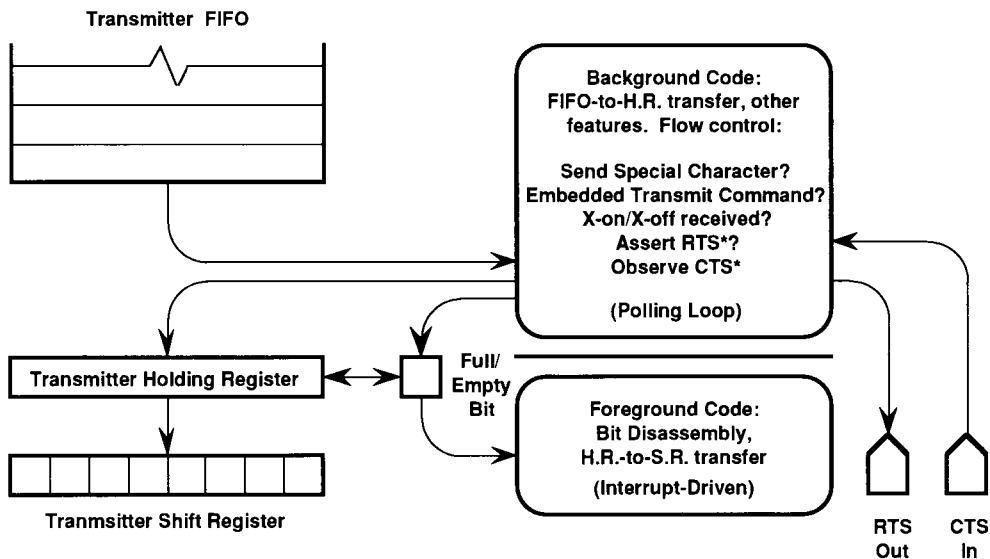 Transmitter FIFO
Background Code:
FIFO-to-H.R. transfer, other
features. Flow control:
Send Special Character?
Embedded Transmit Command?
X-on/X-off received?
Assert RTS*?
Observe CTS*
(Polling Loop)
Transmitter Holding Register
Full/
Empty
Bit
Foreground Code:
Bit Disassembly,
H.R.-to-S.R. transfer
(Interrupt-Driven)
Tranmsitter Shift Register
RTS
Out
CTS
In